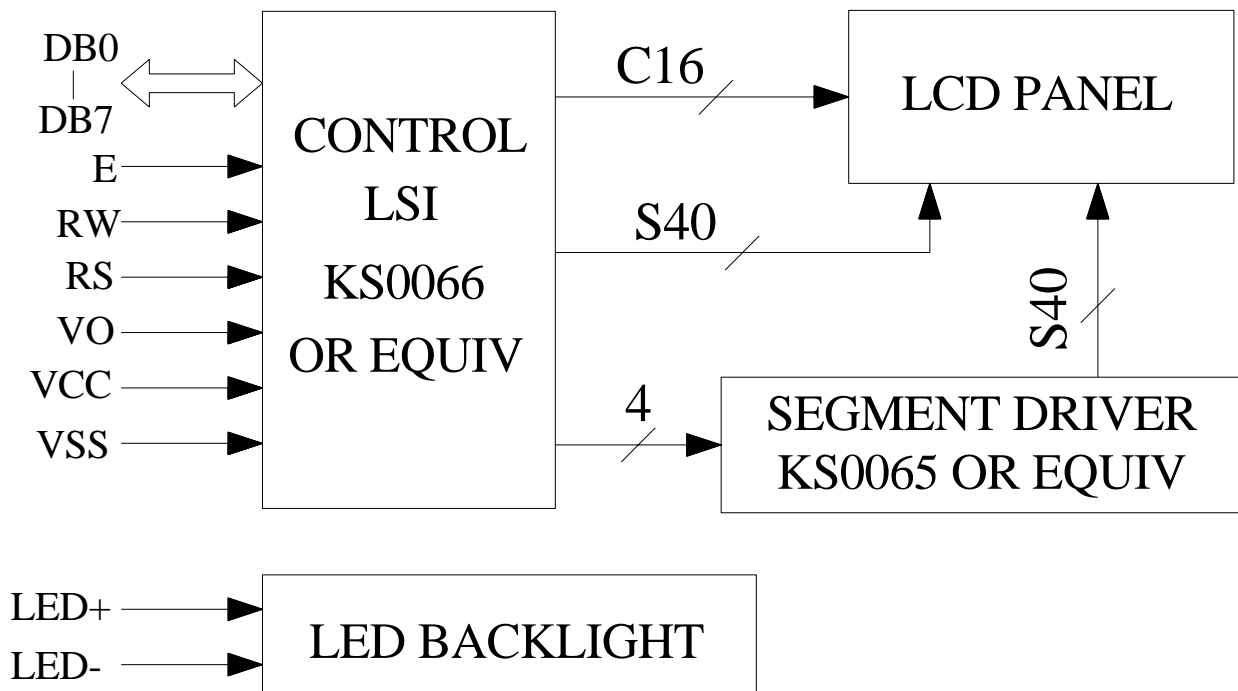 DB0
DB7
E
RW
RS
VO
VCC
VSS
CONTROL
LSI
KS0066
OR EQUIV
C16
S40
4
LCD PANEL
S40
SEGMENT DRIVER
KS0065 OR EQUIV
LED+
LED-
LED BACKLIGHT